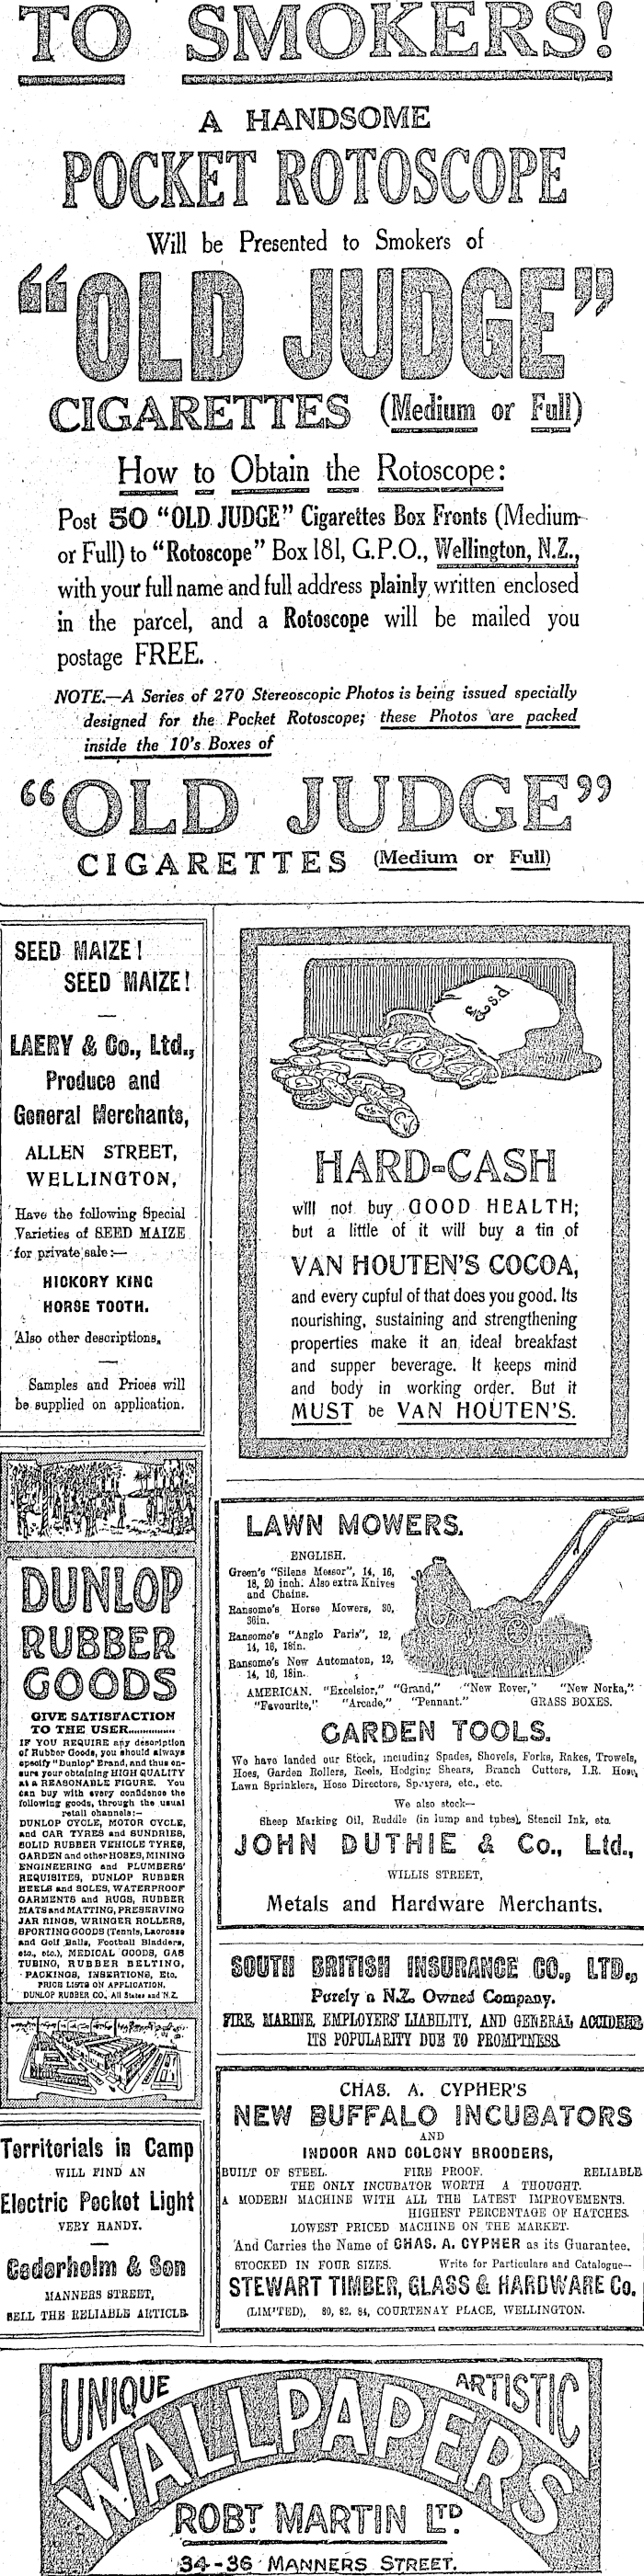 TO SMOKERS!
A HANDSOME
POCKET ROTOSCOPE
Will be Presented to Smokers of
"OLD JUDGE"
CIGARETTES (Medium or Full)
How to Obtain the Rotoscope:
Post 50 "OLD JUDGE" Cigarettes Box Fronts (Medium
or Full) to "Rotoscope" Box 181, G.P.O., Wellington, N.Z.,
with your full name and full address plainly written enclosed
in the parcel, and a Rotoscope will be mailed you
postage FREE.
NOTE.—A Series of 270 Stereoscopic Photos is being issued specially
designed for the Pocket Rotoscope; these Photos are packed
inside the 10's Boxes of
"OLD JUDGE"
CIGARETTES (Medium or Full)
SEED MAIZE!
SEED MAIZE!
LAERY & Co., Ltd.,
Produce and
General Merchants,
ALLEN STREET,
WELLINGTON,
Have the following Special
Varieties of SEED MAIZE
for private sale:—
HICKORY KING
HORSE TOOTH.
Also other descriptions.
Samples and Prices will
be supplied on application.
£.s.d.
HARD-CASH
will not buy GOOD HEALTH;
but a little of it will buy a tin of
VAN HOUTEN'S COCOA,
and every cupful of that does you good. Its
nourishing, sustaining and strengthening
properties make it an ideal breakfast
and supper beverage. It keeps mind
and body in working order. But it
MUST be VAN HOUTEN'S.
DUNLOP
RUBBER
GOODS
GIVE SATISFACTION
TO THE USER..............
IF YOU REQUIRE any description
of Rubber Goods, you should always
specify "Dunlop" Brand, and thus en-
sure your obtaining HIGH QUALITY
at a REASONABLE FIGURE. You
can buy with every confidence the
following goods, through the usual
retail channels:—
DUNLOP CYCLE, MOTOR CYCLE,
and CAR TYRES and SUNDRIES,
SOLID RUBBER VEHICLE TYRES,
GARDEN and other HOSES, MINING
ENGINEERING and PLUMBERS'
REQUISITES, DUNLOP RUBBER
HEELS and SOLES, WATERPROOF
GARMENTS and RUGS, RUBBER
MATS and MATTING, PRESERVING
JAR RINGS, WRINGER ROLLERS,
SPORTING GOODS (Tennis, Lacrosse
and Golf Balls, Football Bladders,
etc., etc.), MEDICAL GOODS, GAS
TUBING, RUBBER BELTING,
PACKINGS, INSERTIONS, Etc.
PRICE LISTS ON APPLICATION.
DUNLOP RUBBER CO., All States and N.Z.
LAWN MOWERS.
ENGLISH.
Green's "Silens Messor", 14, 16,
18, 20 inch. Also extra Knives
and Chains.
Ransome's Horse Mowers, 30,
36in.
Ransome's "Anglo Paris", 12,
14, 16, 18in.
Ransome's New Automaton, 12,
14, 16, 18in.
AMERICAN. "Excelsior," "Grand," "New Rover," "New Norka,"
"Favourite," "Arcade," "Pennant." GRASS BOXES.
GARDEN TOOLS.
We have landed our Stock, including Spades, Shovels, Forks, Rakes, Trowels,
Hoes, Garden Rollers, Reels, Hedging Shears, Branch Cutters, I.R. Hose,
Lawn Sprinklers, Hose Directors, Sprayers, etc., etc.
We also stock—
Sheep Marking Oil, Ruddle (in lump and tubes), Stencil Ink, etc.
JOHN DUTHIE & Co., Ltd.,
WILLIS STREET,
Metals and Hardware Merchants.
SOUTH BRITISH INSURANCE CO., LTD.,
Purely a N.Z. Owned Company.
FIRE, MARINE, EMPLOYERS' LIABILITY, AND GENERAL ACCIDENTS
ITS POPULARITY DUE TO PROMPTNESS.
Territorials in Camp
WILL FIND AN
Electric Pocket Light
VERY HANDY.
Cederholm & Son
MANNERS STREET,
SELL THE RELIABLE ARTICLE.
CHAS. A. CYPHER'S
NEW BUFFALO INCUBATORS
AND
INDOOR AND COLONY BROODERS,
BUILT OF STEEL. FIRE PROOF. RELIABLE
THE ONLY INCUBATOR WORTH A THOUGHT.
A MODERN MACHINE WITH ALL THE LATEST IMPROVEMENTS.
HIGHEST PERCENTAGE OF HATCHES.
LOWEST PRICED MACHINE ON THE MARKET.
And Carries the Name of CHAS. A. CYPHER as its Guarantee.
STOCKED IN FOUR SIZES. Write for Particulars and Catalogue—
STEWART TIMBER, GLASS & HARDWARE Co.
(LIMITED), 80, 82, 84, COURTENAY PLACE, WELLINGTON.
UNIQUE ARTISTIC
WALLPAPERS
ROBT MARTIN LTD.
34-36 MANNERS STREET.